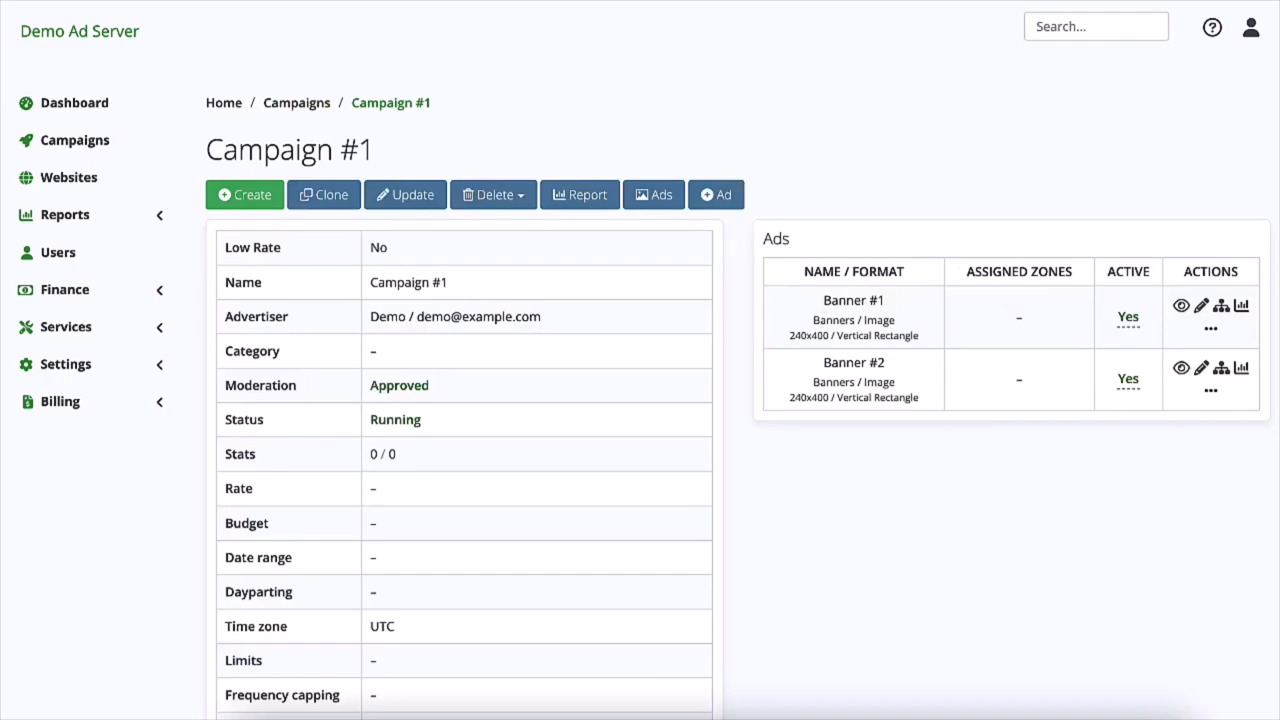 Demo Ad Server
Search...
Dashboard
Campaigns
Websites
Reports
Users
Finance
Services
Settings
Billing
Home / Campaigns / Campaign #1
Campaign #1
Create Clone Update Delete Report Ads Ad
Low Rate No
Name Campaign #1
Advertiser Demo / demo@example.com
Category –
Moderation Approved
Status Running
Stats 0 / 0
Rate –
Budget –
Date range –
Dayparting –
Time zone UTC
Limits –
Frequency capping –
Ads
NAME / FORMAT ASSIGNED ZONES ACTIVE ACTIONS
Banner #1
Banners / Image
240x400 / Vertical Rectangle
– Yes
Banner #2
Banners / Image
240x400 / Vertical Rectangle
– Yes